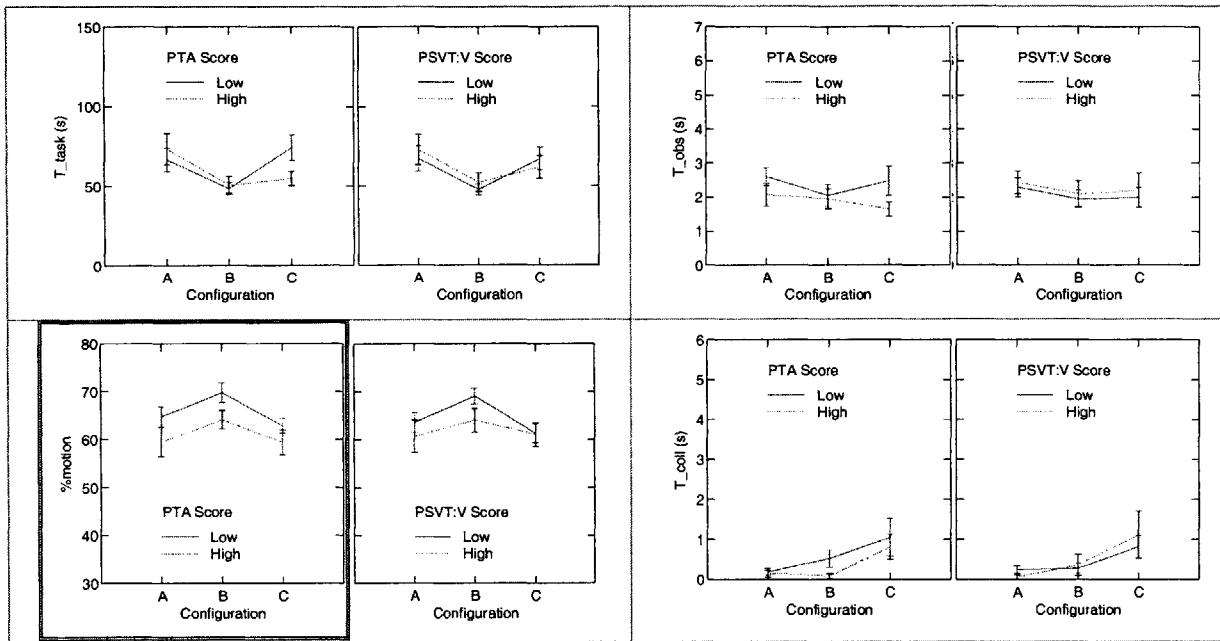 150
100
50
0
T_task (s)
PTA Score
Low
High
A B C
Configuration
PSVT:V Score
Low
High
A B C
Configuration
7
6
5
4
3
2
1
0
T_obs (s)
PTA Score
Low
High
A B C
Configuration
PSVT:V Score
Low
High
A B C
Configuration
80
70
60
50
40
30
%motion
PTA Score
Low
High
A B C
Configuration
PSVT:V Score
Low
High
A B C
Configuration
6
5
4
3
2
1
0
T_coll (s)
PTA Score
Low
High
A B C
Configuration
PSVT:V Score
Low
High
A B C
Configuration